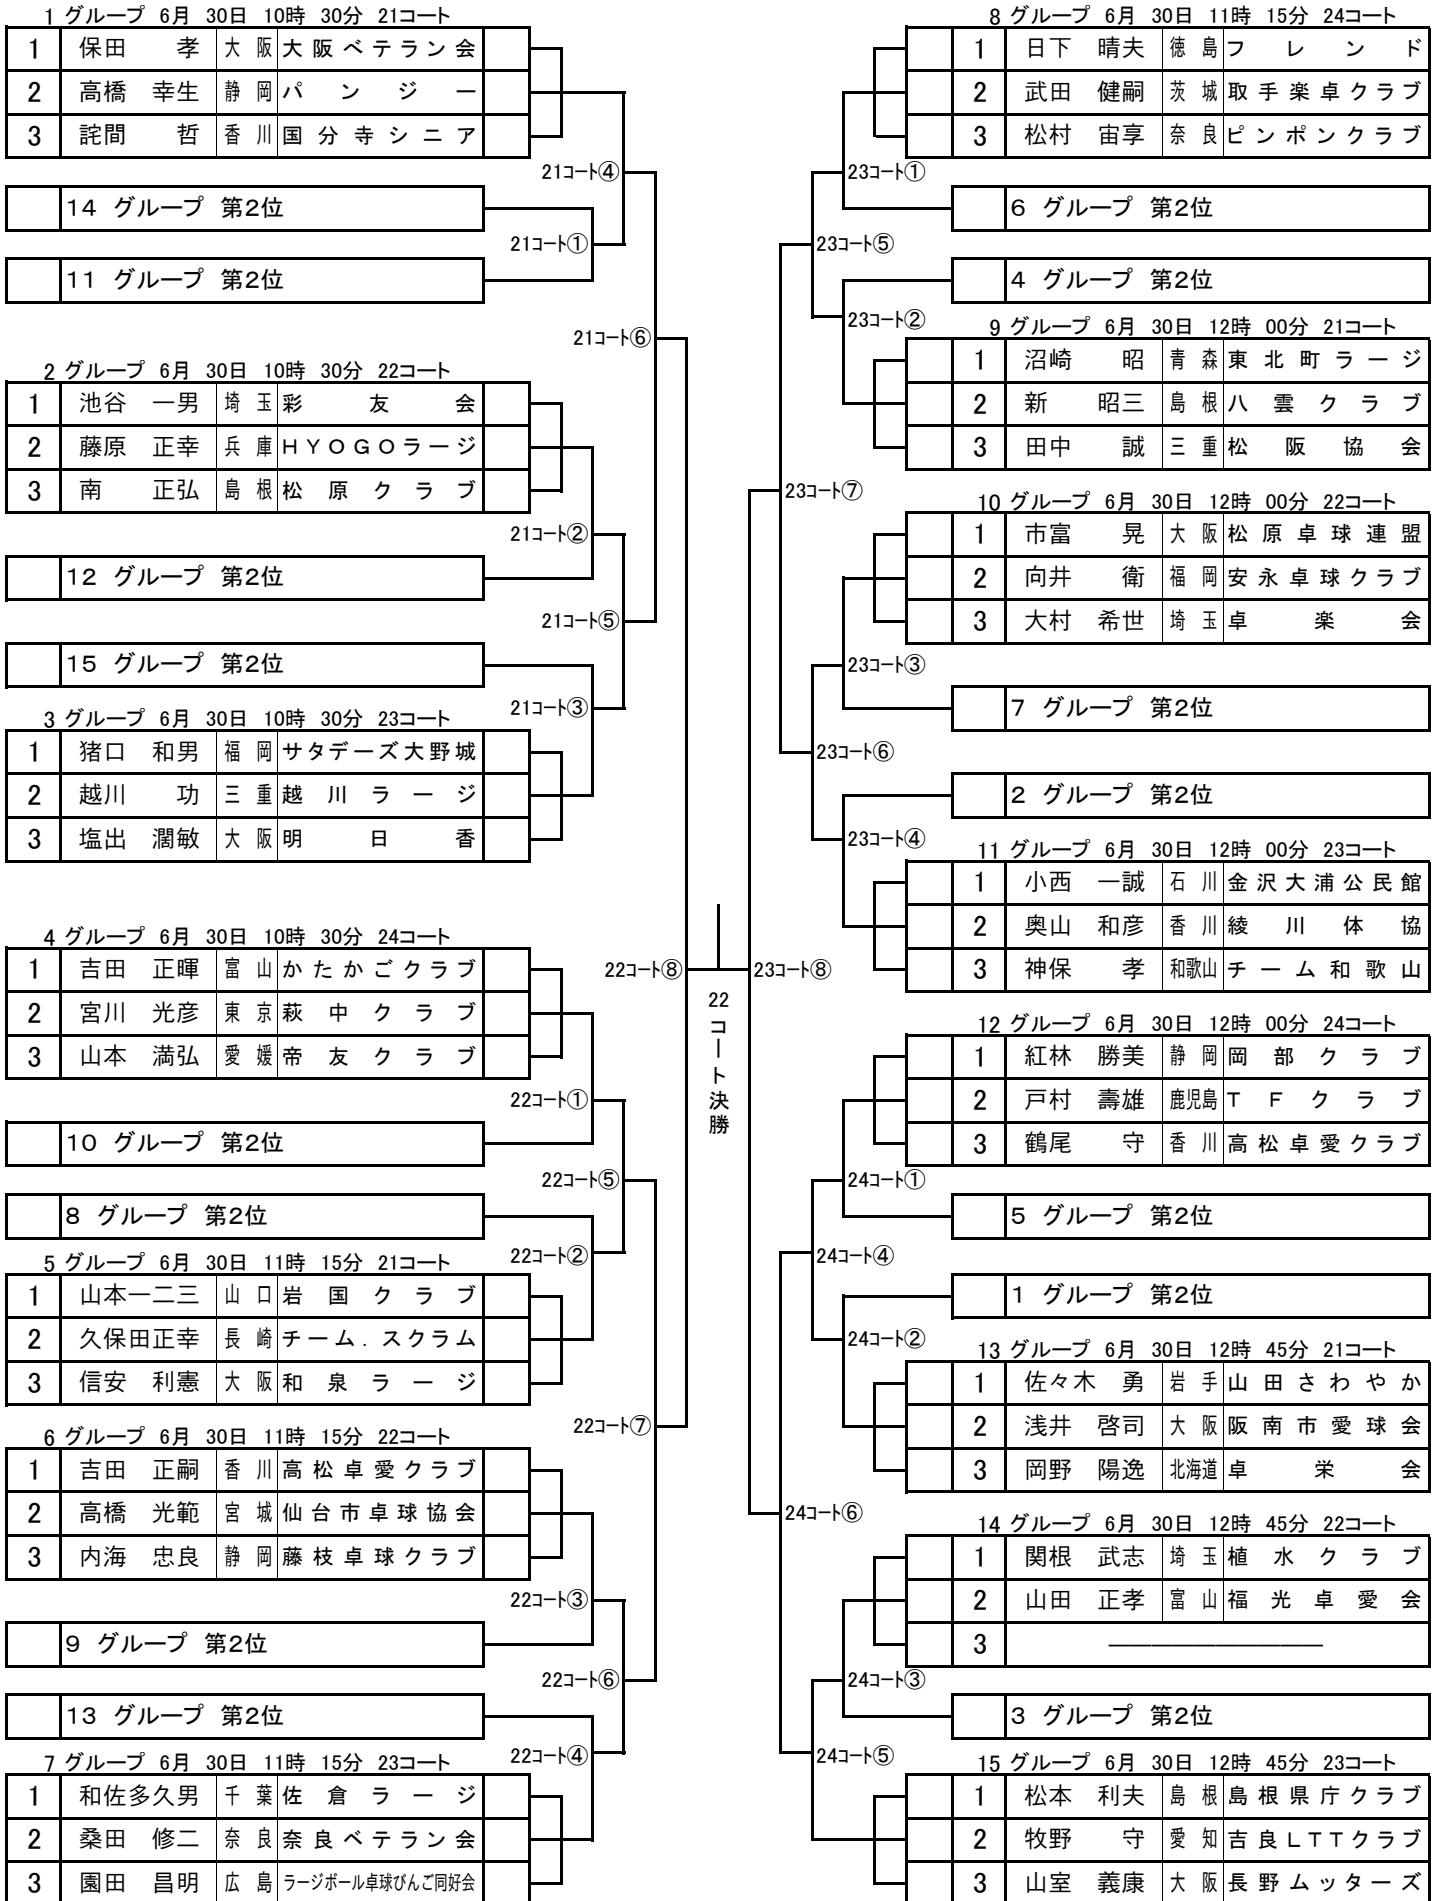 1 グループ 6月 30日 10時 30分 21コート
1 保田 孝 大阪 大阪ベテラン会
2 高橋 幸生 静岡 パンジー
3 詫間 哲 香川 国分寺シニア
21コート④
14 グループ 第2位
21コート①
11 グループ 第2位
21コート⑥
2 グループ 6月 30日 10時 30分 22コート
1 池谷 一男 埼玉 彩友会
2 藤原 正幸 兵庫 HYOGOラージ
3 南 正弘 島根 松原クラブ
21コート②
12 グループ 第2位
21コート⑤
15 グループ 第2位
21コート③
3 グループ 6月 30日 10時 30分 23コート
1 猪口 和男 福岡 サタデーズ大野城
2 越川 功 三重 越川ラージ
3 塩出 濶敏 大阪 明日香
4 グループ 6月 30日 10時 30分 24コート
1 吉田 正暉 富山 かたかごクラブ
2 宮川 光彦 東京 萩中クラブ
3 山本 満弘 愛媛 帝友クラブ
22コート⑧
22コート①
10 グループ 第2位
22コート⑤
8 グループ 第2位
22コート②
5 グループ 6月 30日 11時 15分 21コート
1 山本一二三 山口 岩国クラブ
2 久保田正幸 長崎 チーム.スクラム
3 信安 利憲 大阪 和泉ラージ
22コート⑦
6 グループ 6月 30日 11時 15分 22コート
1 吉田 正嗣 香川 高松卓愛クラブ
2 高橋 光範 宮城 仙台市卓球協会
3 内海 忠良 静岡 藤枝卓球クラブ
22コート③
9 グループ 第2位
22コート⑥
13 グループ 第2位
22コート④
7 グループ 6月 30日 11時 15分 23コート
1 和佐多久男 千葉 佐倉ラージ
2 桑田 修二 奈良 奈良ベテラン会
3 園田 昌明 広島 ラージボール卓球びんご同好会
22コート決勝
8 グループ 6月 30日 11時 15分 24コート
1 日下 晴夫 徳島 フレンド
2 武田 健嗣 茨城 取手楽卓クラブ
3 松村 宙享 奈良 ピンポンクラブ
23コート①
6 グループ 第2位
23コート⑤
4 グループ 第2位
23コート②
9 グループ 6月 30日 12時 00分 21コート
1 沼崎 昭 青森 東北町ラージ
2 新 昭三 島根 八雲クラブ
3 田中 誠 三重 松阪協会
23コート⑦
10 グループ 6月 30日 12時 00分 22コート
1 市富 晃 大阪 松原卓球連盟
2 向井 衛 福岡 安永卓球クラブ
3 大村 希世 埼玉 卓楽会
23コート③
7 グループ 第2位
23コート⑥
2 グループ 第2位
23コート④
11 グループ 6月 30日 12時 00分 23コート
1 小西 一誠 石川 金沢大浦公民館
2 奥山 和彦 香川 綾川体協
3 神保 孝 和歌山 チーム和歌山
23コート⑧
12 グループ 6月 30日 12時 00分 24コート
1 紅林 勝美 静岡 岡部クラブ
2 戸村 壽雄 鹿児島 TFクラブ
3 鶴尾 守 香川 高松卓愛クラブ
24コート①
5 グループ 第2位
24コート④
1 グループ 第2位
24コート②
13 グループ 6月 30日 12時 45分 21コート
1 佐々木 勇 岩手 山田さわやか
2 浅井 啓司 大阪 阪南市愛球会
3 岡野 陽逸 北海道 卓栄会
24コート⑥
14 グループ 6月 30日 12時 45分 22コート
1 関根 武志 埼玉 植水クラブ
2 山田 正孝 富山 福光卓愛会
3 ――――――――――
24コート③
3 グループ 第2位
24コート⑤
15 グループ 6月 30日 12時 45分 23コート
1 松本 利夫 島根 島根県庁クラブ
2 牧野 守 愛知 吉良LTTクラブ
3 山室 義康 大阪 長野ムッターズ